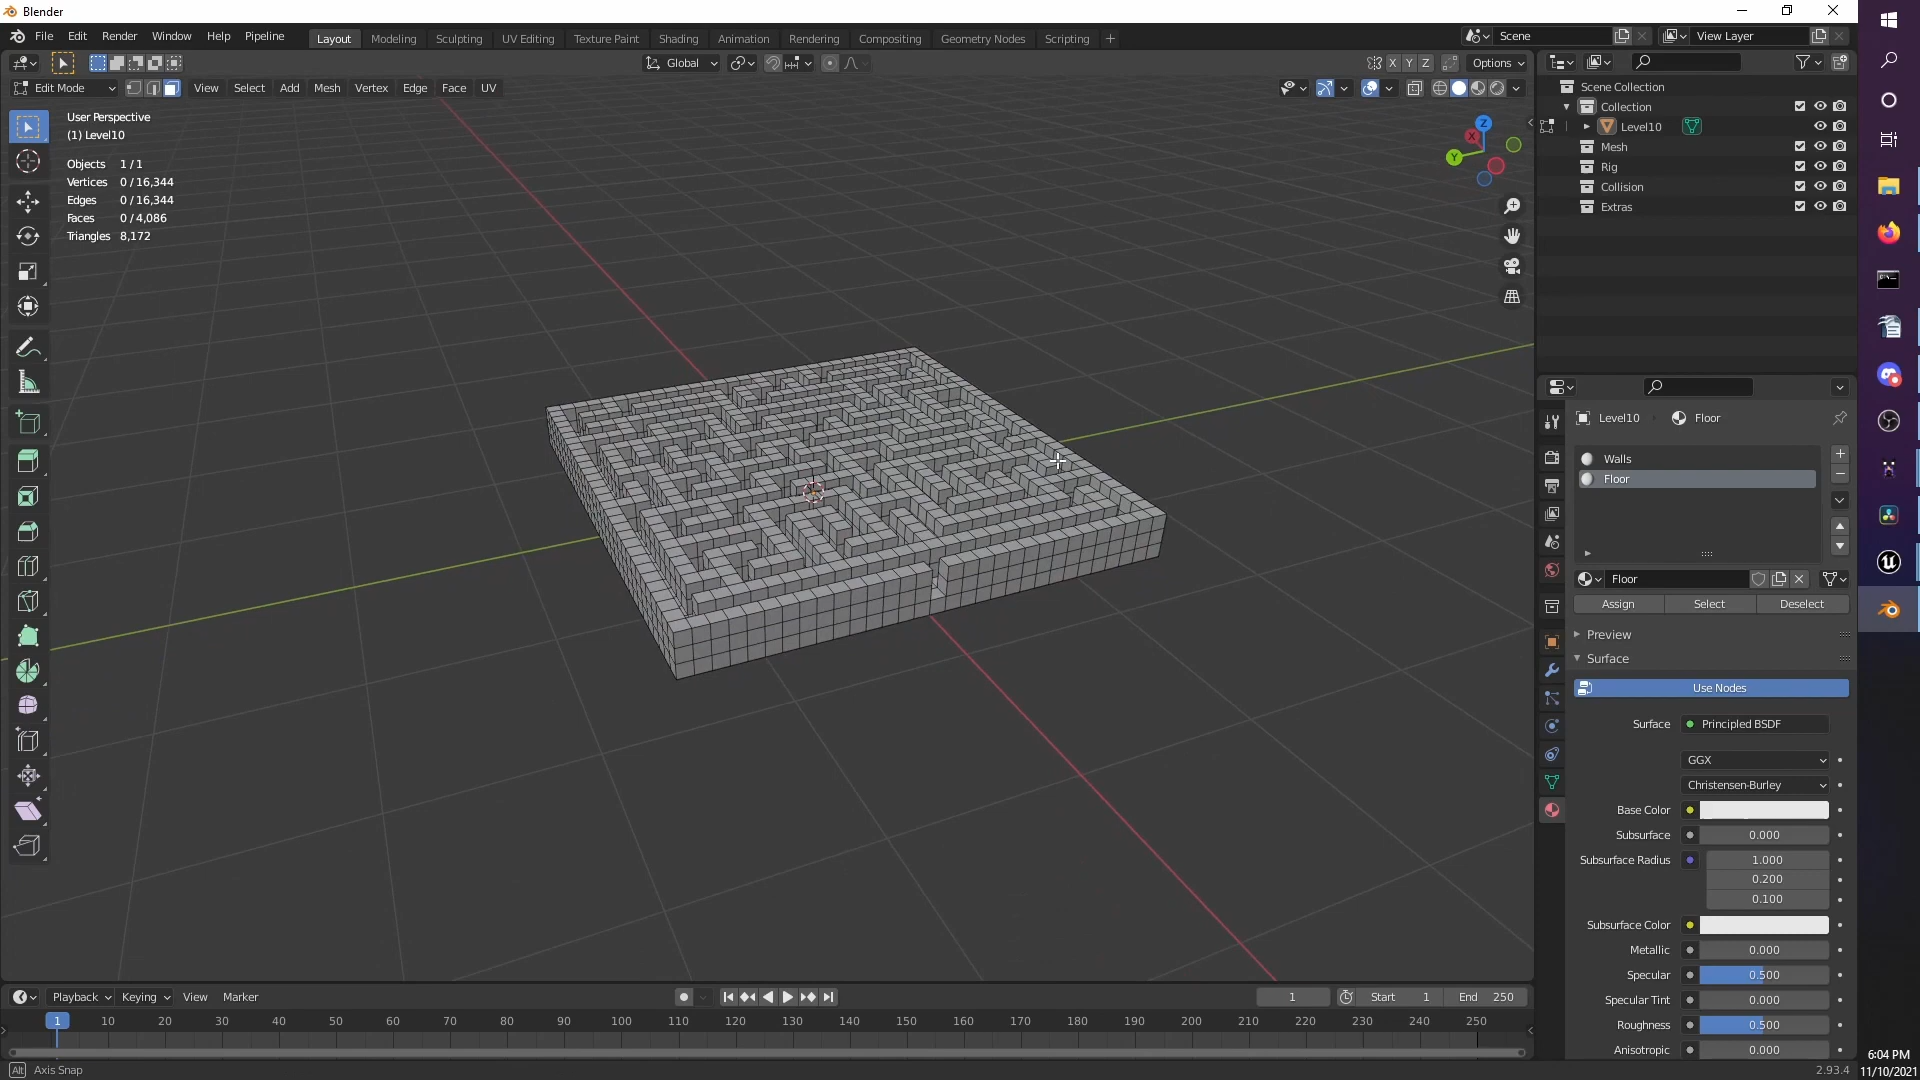 Blender
File Edit Render Window Help Pipeline
Layout Modeling Sculpting UV Editing Texture Paint Shading Animation Rendering Compositing Geometry Nodes Scripting +
Scene
View Layer
Global
X Y Z
Options
Edit Mode
View Select Add Mesh Vertex Edge Face UV
User Perspective
(1) Level10
Objects 1 / 1
Vertices 0 / 16,344
Edges 0 / 16,344
Faces 0 / 4,086
Triangles 8,172
Z
X
Y
Scene Collection
Collection
Level10
Mesh
Rig
Collision
Extras
Level10 Floor
Walls
Floor
Floor
Assign Select Deselect
Preview
Surface
Use Nodes
Surface Principled BSDF
GGX
Christensen-Burley
Base Color
Subsurface 0.000
Subsurface Radius 1.000
0.200
0.100
Subsurface Color
Metallic 0.000
Specular 0.500
Specular Tint 0.000
Roughness 0.500
Anisotropic 0.000
Playback Keying View Marker
1 Start 1 End 250
1 10 20 30 40 50 60 70 80 90 100 110 120 130 140 150 160 170 180 190 200 210 220 230 240 250
Alt Axis Snap
2.93.4
6:04 PM
11/10/2021